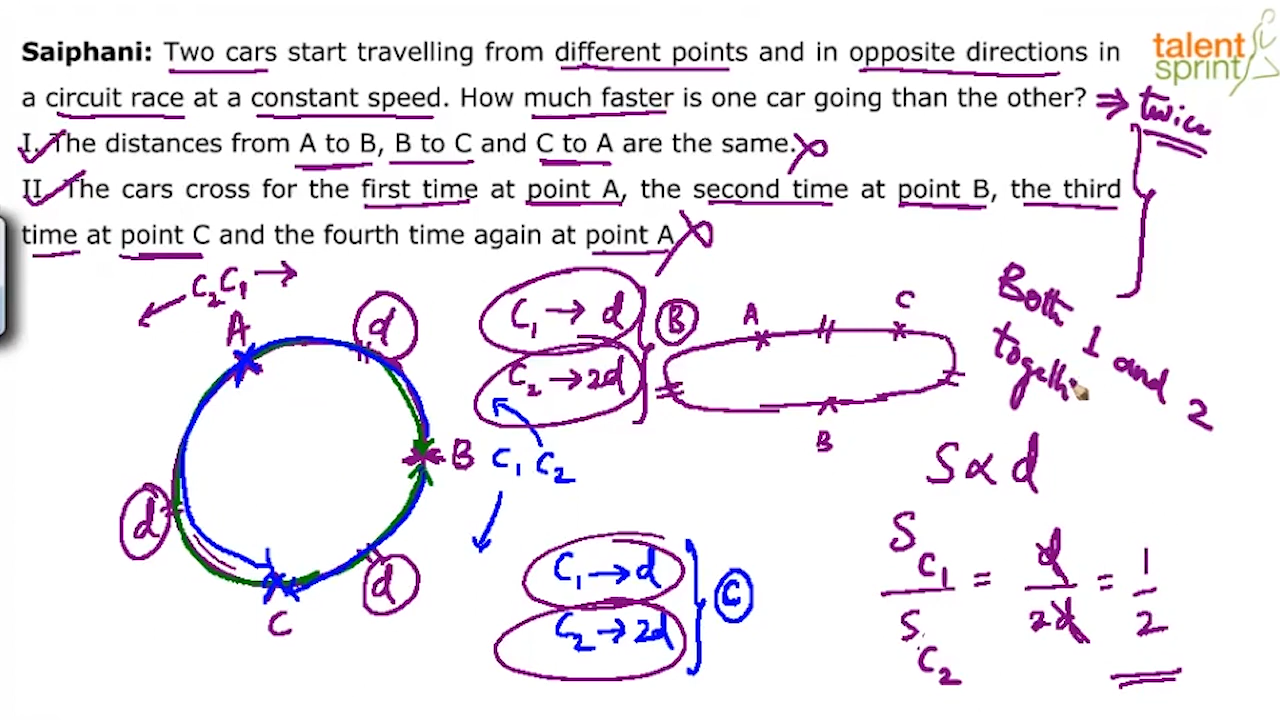 Saiphani: Two cars start travelling from different points and in opposite directions in
a circuit race at a constant speed. How much faster is one car going than the other? ⇒ twice
I. The distances from A to B, B to C and C to A are the same.
II. The cars cross for the first time at point A, the second time at point B, the third
time at point C and the fourth time again at point A
talent
sprint
← C₂ C₁ →
A
d
B
d
C
d
C₁ → d
C₂ → 2d
B
C₁ C₂
C₁ → d
C₂ → 2d
C
A
C
B
Both 1 and 2
togeth
S ∝ d
S C₁ / S C₂ = d / 2d = 1 / 2